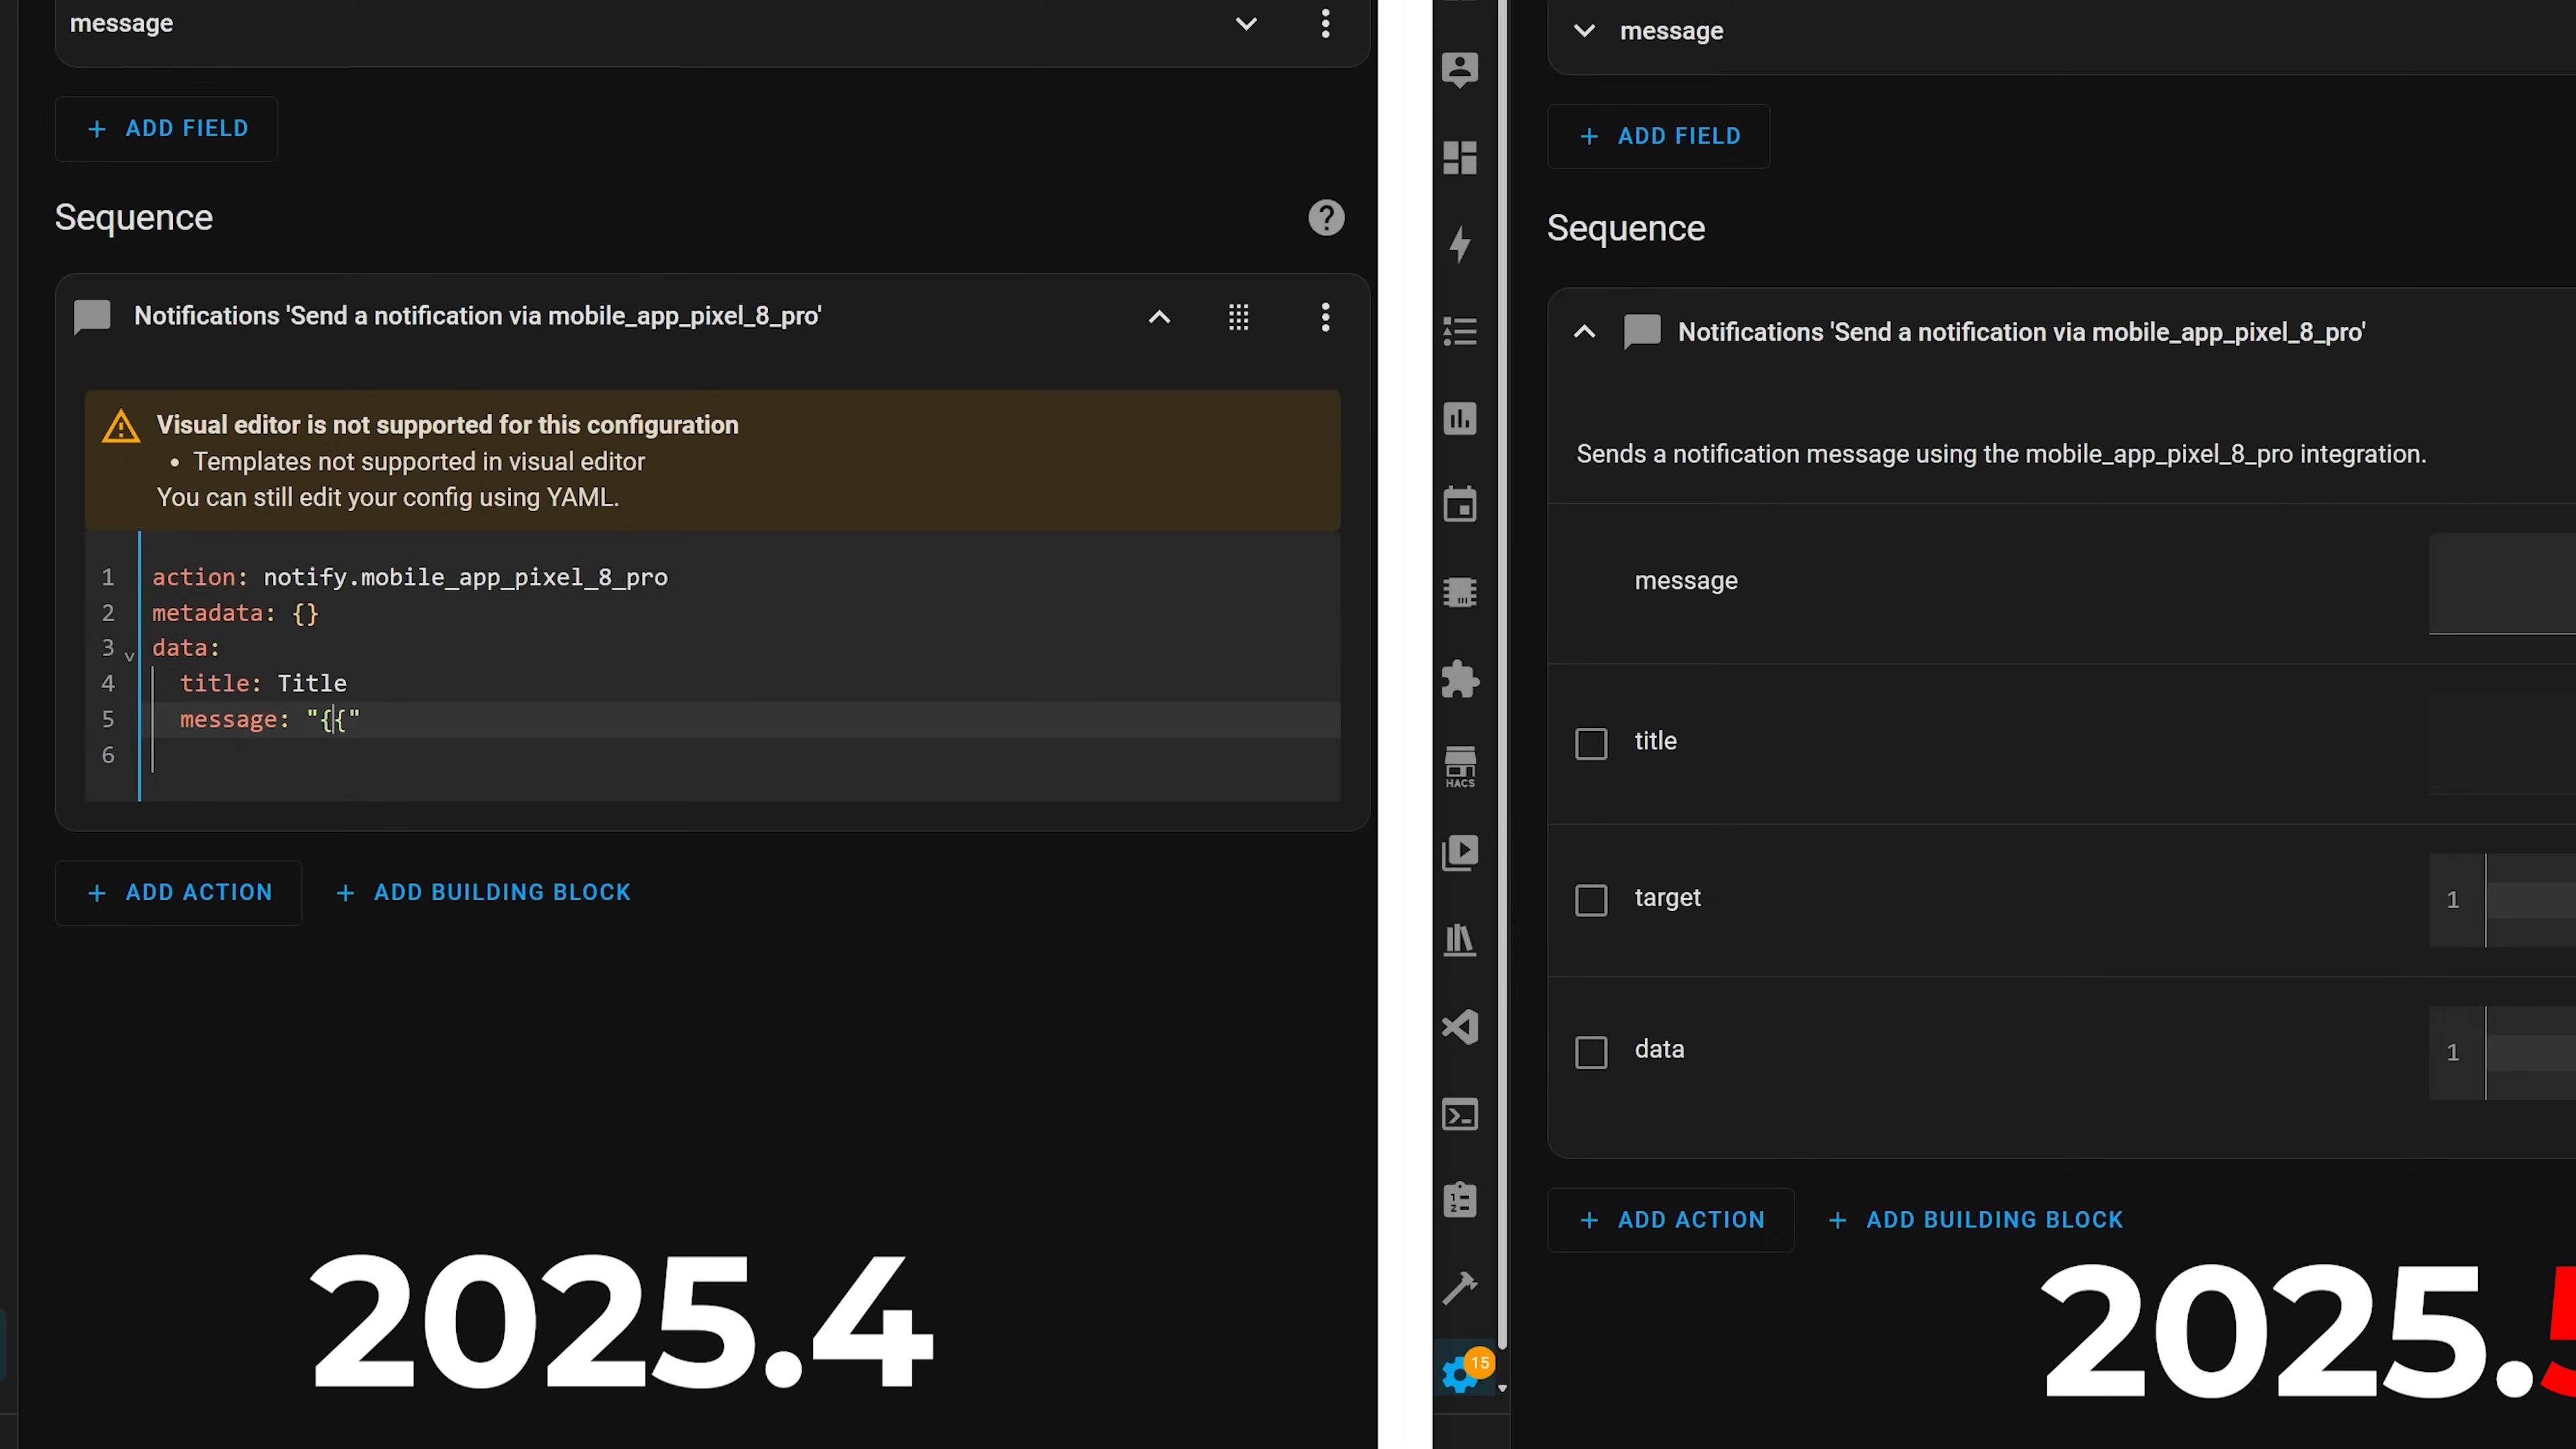 message
+ ADD FIELD
Sequence
Notifications 'Send a notification via mobile_app_pixel_8_pro'
Visual editor is not supported for this configuration
• Templates not supported in visual editor
You can still edit your config using YAML.
1 action: notify.mobile_app_pixel_8_pro
2 metadata: {}
3 data:
4 title: Title
5 message: "{{"
6
+ ADD ACTION + ADD BUILDING BLOCK
2025.4
HACS
15
message
+ ADD FIELD
Sequence
Notifications 'Send a notification via mobile_app_pixel_8_pro'
Sends a notification message using the mobile_app_pixel_8_pro integration.
message
title
target
1
data
1
+ ADD ACTION + ADD BUILDING BLOCK
2025.5